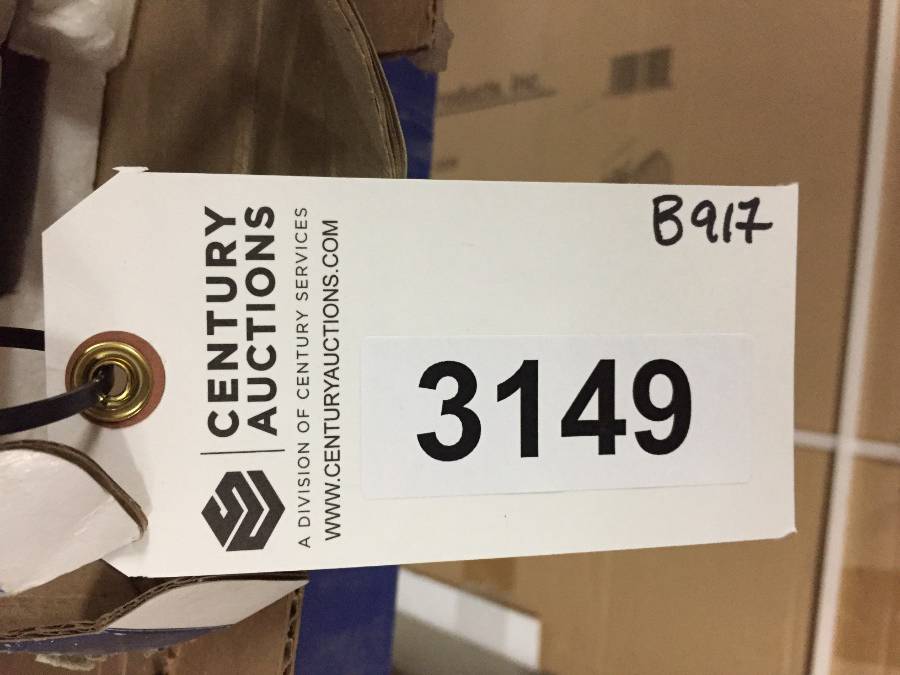 CENTURY
AUCTIONS
A DIVISION OF CENTURY SERVICES
WWW.CENTURYAUCTIONS.COM
B917
3149